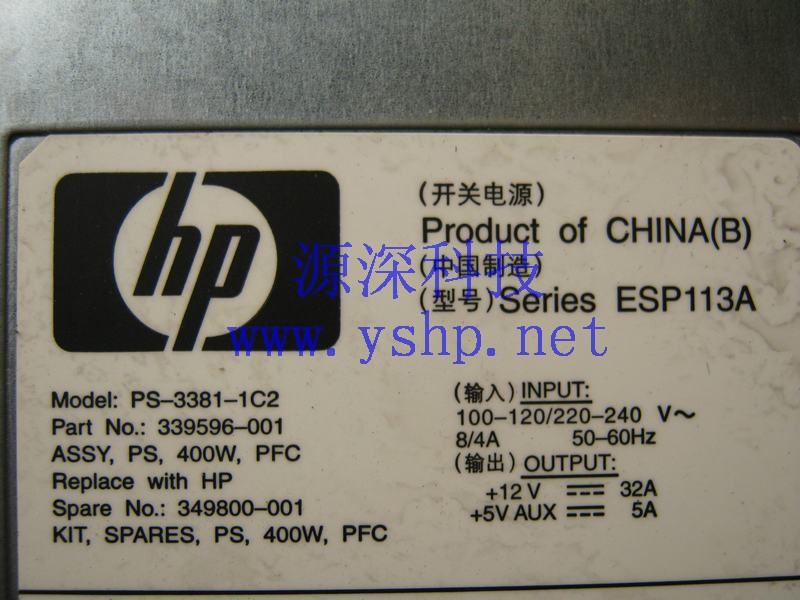 hp
(开关电源)
Product of CHINA(B)
(中国制造)
(型号) Series ESP113A
源深科技
www.yshp.net
Model: PS-3381-1C2
Part No.: 339596-001
ASSY, PS, 400W, PFC
Replace with HP
Spare No.: 349800-001
KIT, SPARES, PS, 400W, PFC
(输入) INPUT:
100-120/220-240 V~
8/4A 50-60Hz
(输出) OUTPUT:
+12 V ⎓ 32A
+5V AUX ⎓ 5A